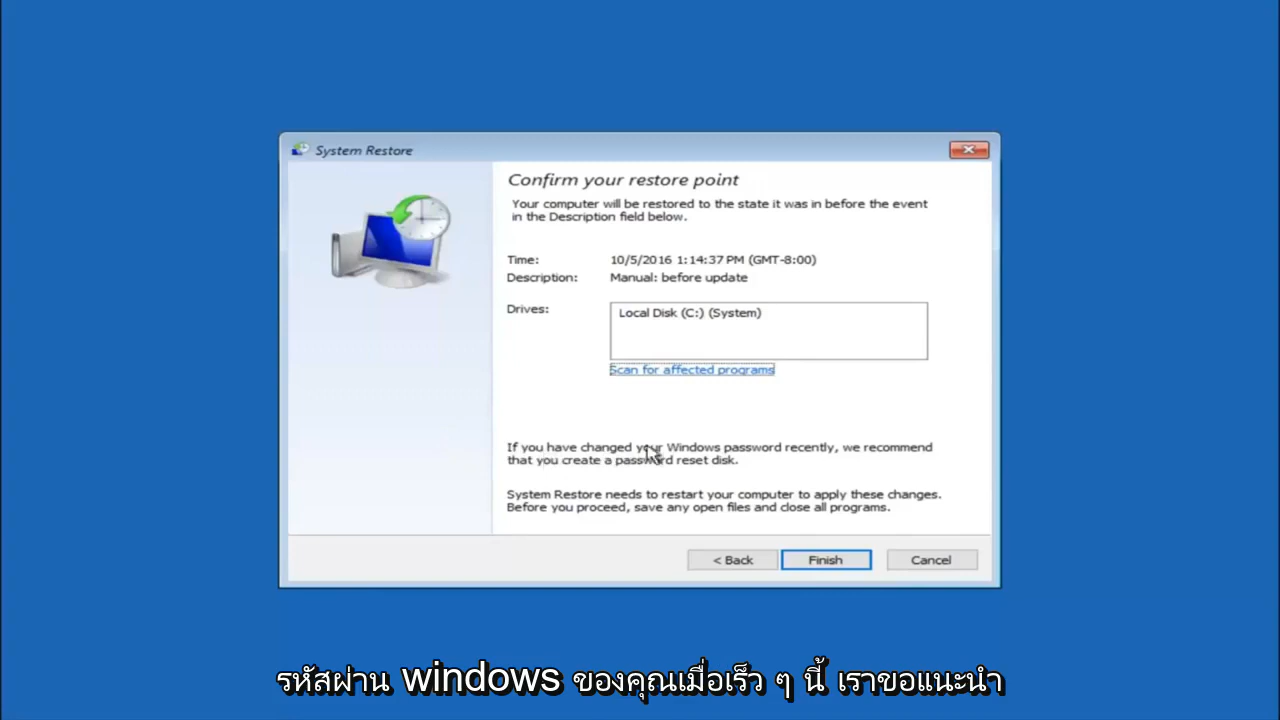 System Restore
Confirm your restore point
Your computer will be restored to the state it was in before the event
in the Description field below.
Time: 10/5/2016 1:14:37 PM (GMT-8:00)
Description: Manual: before update
Drives: Local Disk (C:) (System)
Scan for affected programs
If you have changed your Windows password recently, we recommend
that you create a password reset disk.
System Restore needs to restart your computer to apply these changes.
Before you proceed, save any open files and close all programs.
< Back Finish Cancel
รหัสผ่าน windows ของคุณเมื่อเร็ว ๆ นี้ เราขอแนะนำ